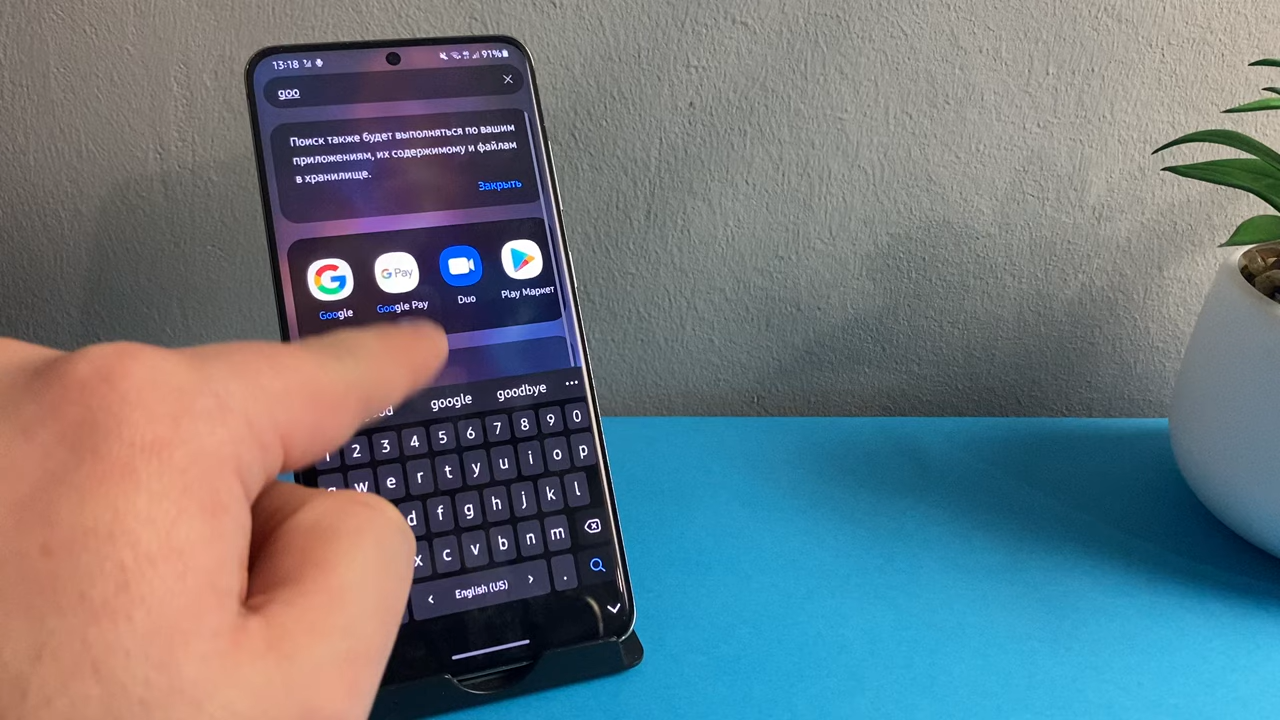 13:18 91%
goo
Поиск также будет выполняться по вашим
приложениям, их содержимому и файлам
в хранилище.
Закрыть
G Pay
Google Google Pay Duo Play Маркет
google goodbye
1 2 3 4 5 6 7 8 9 0
w e r t y u i o p
d f g h j k l
x c v b n m
English (US) .